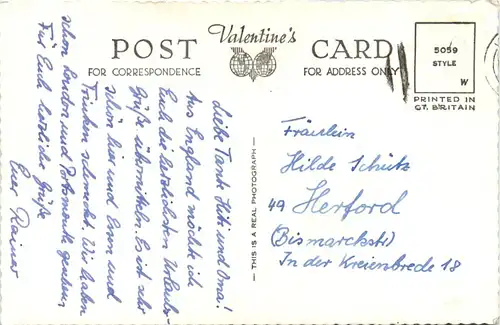 Valentine's
POST CARD
FOR CORRESPONDENCE
FOR ADDRESS ONLY
5059
STYLE
W
PRINTED IN
GT. BRITAIN
THIS IS A REAL PHOTOGRAPH
Liebe Tante Hili und Oma!
Aus England möchte ich
Euch die herzlichsten Urlaubs-
Grüße übermitteln. Es ist sehr
schön hier und Essen und
Trinken schmeckt. Wir haben
schon London und Portsmouth gesehen.
Für Euch herzliche Grüße
Euer Rainer
Fräulein
Hilde Schütz
49 Herford
(Bismarckstr)
In der Kreienbrede 18